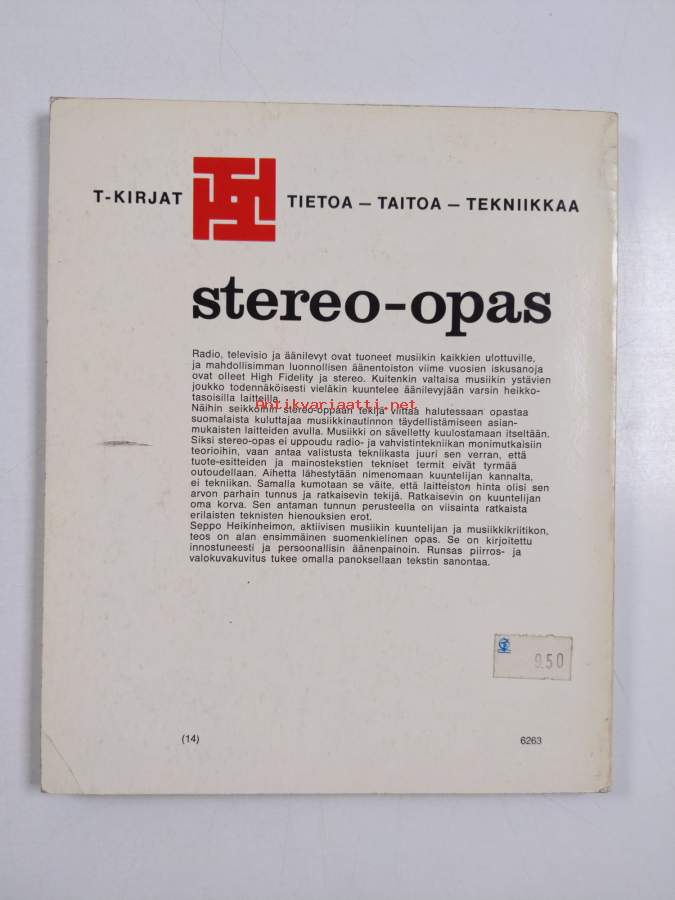 T-KIRJAT TIETOA — TAITOA — TEKNIIKKAA
stereo-opas
Radio, televisio ja äänilevyt ovat tuoneet musiikin kaikkien ulottuville,
ja mahdollisimman luonnollisen äänentoiston viime vuosien iskusanoja
ovat olleet High Fidelity ja stereo. Kuitenkin valtaisa musiikin ystävien
joukko todennäköisesti vieläkin kuuntelee äänilevyjään varsin heikko-
tasoisilla laitteilla.
Antikvariaatti.net
Näihin seikkoihin stereo-oppaan tekijä viittaa halutessaan opastaa
suomalaista kuluttajaa musiikkinautinnon täydellistämiseen asian-
mukaisten laitteiden avulla. Musiikki on sävelletty kuulostamaan itseltään.
Siksi stereo-opas ei uppoudu radio- ja vahvistintekniikan monimutkaisiin
teorioihin, vaan antaa valistusta tekniikasta juuri sen verran, että
tuote-esitteiden ja mainostekstien tekniset termit eivät tyrmää
outoudellaan. Aihetta lähestytään nimenomaan kuuntelijan kannalta,
ei tekniikan. Samalla kumotaan se väite, että laitteiston hinta olisi sen
arvon parhain tunnus ja ratkaisevin tekijä. Ratkaisevin on kuuntelijan
oma korva. Sen antaman tunnun perusteella on viisainta ratkaista
erilaisten teknisten hienouksien erot.
Seppo Heikinheimon, aktiivisen musiikin kuuntelijan ja musiikkikriitikon,
teos on alan ensimmäinen suomenkielinen opas. Se on kirjoitettu
innostuneesti ja persoonallisin äänenpainoin. Runsas piirros- ja
valokuvakuvitus tukee omalla panoksellaan tekstin sanontaa.
9.50
(14) 6263